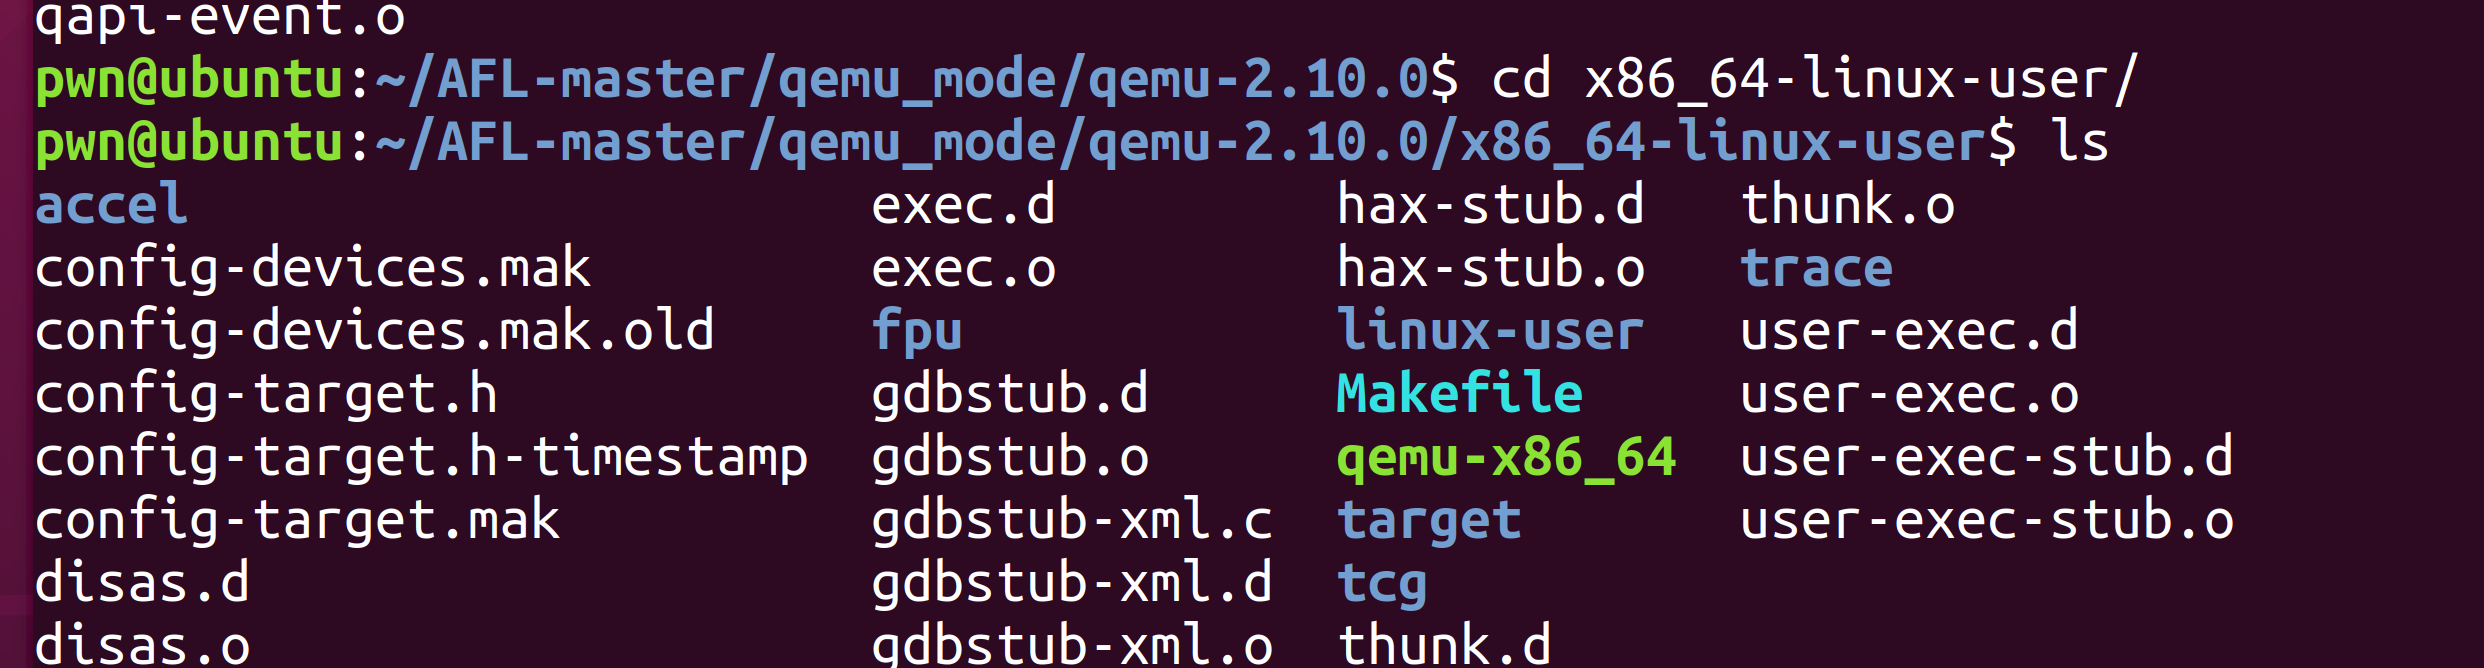 qapi-event.o
pwn@ubuntu:~/AFL-master/qemu_mode/qemu-2.10.0$ cd x86_64-linux-user/
pwn@ubuntu:~/AFL-master/qemu_mode/qemu-2.10.0/x86_64-linux-user$ ls
accel exec.d hax-stub.d thunk.o
config-devices.mak exec.o hax-stub.o trace
config-devices.mak.old fpu linux-user user-exec.d
config-target.h gdbstub.d Makefile user-exec.o
config-target.h-timestamp gdbstub.o qemu-x86_64 user-exec-stub.d
config-target.mak gdbstub-xml.c target user-exec-stub.o
disas.d gdbstub-xml.d tcg
disas.o gdbstub-xml.o thunk.d